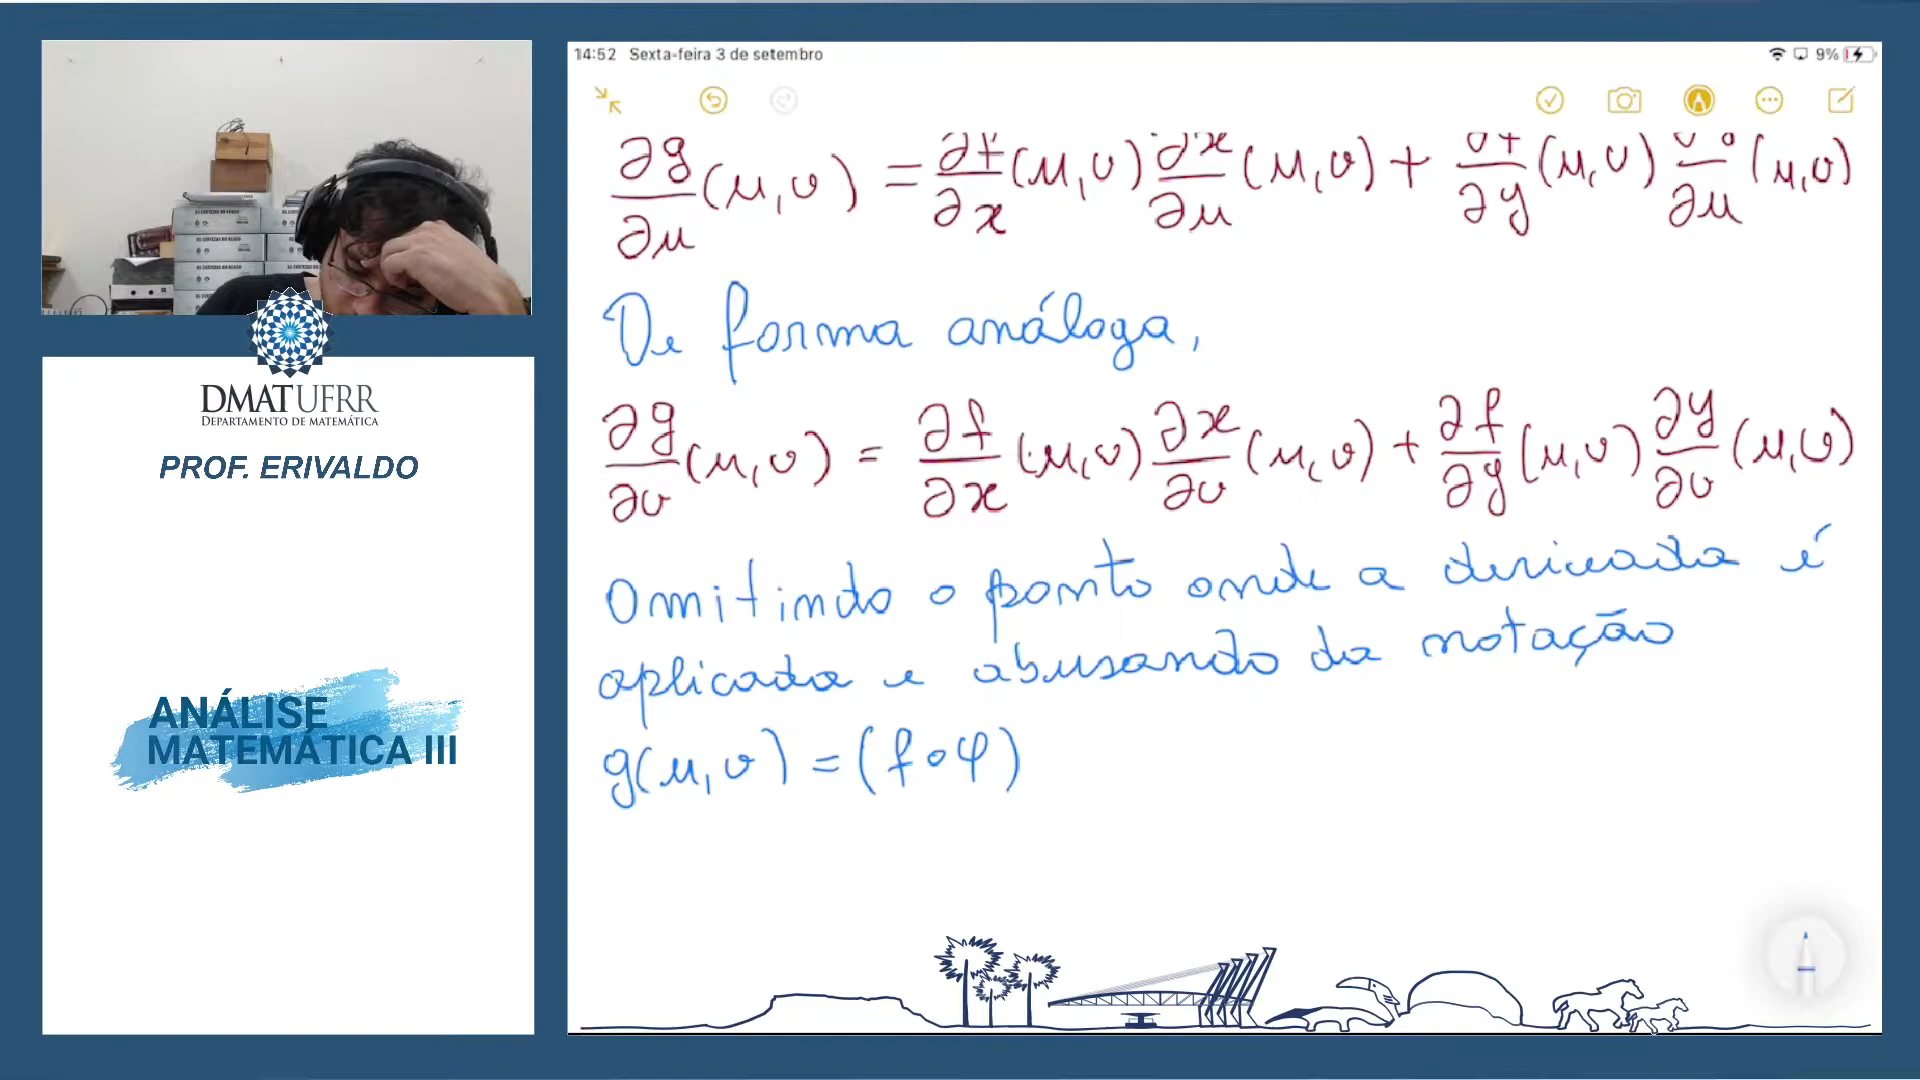 14:52 Sexta-feira 3 de setembro
9%
∂g/∂u (u,v) = ∂f/∂x (u,v) ∂x/∂u (u,v) + ∂f/∂y (u,v) ∂y/∂u (u,v)
De forma análoga,
∂g/∂v (u,v) = ∂f/∂x (u,v) ∂x/∂v (u,v) + ∂f/∂y (u,v) ∂y/∂v (u,v)
Omitindo o ponto onde a derivada é
aplicada e abusando da notação
g(u,v) = (f∘φ)
DMATUFRR
DEPARTAMENTO DE MATEMÁTICA
PROF. ERIVALDO
ANÁLISE
MATEMÁTICA III